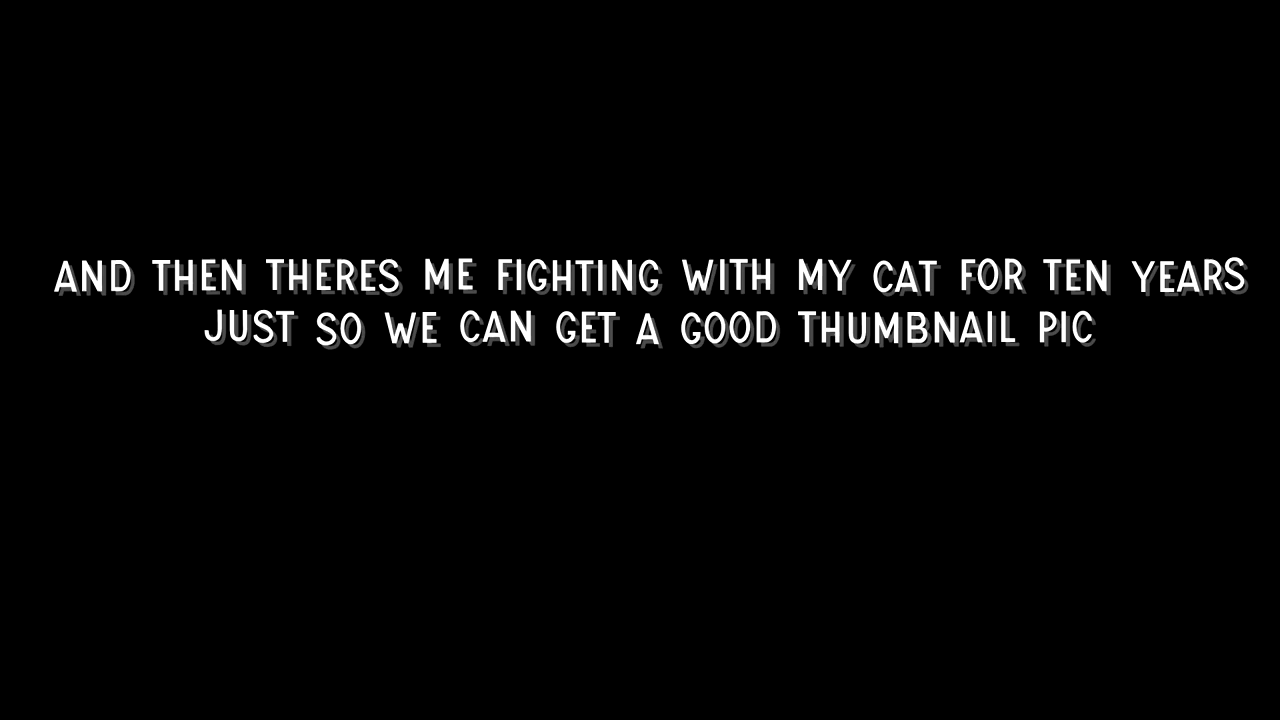 AND THEN THERES ME FIGHTING WITH MY CAT FOR TEN YEARS
JUST SO WE CAN GET A GOOD THUMBNAIL PIC